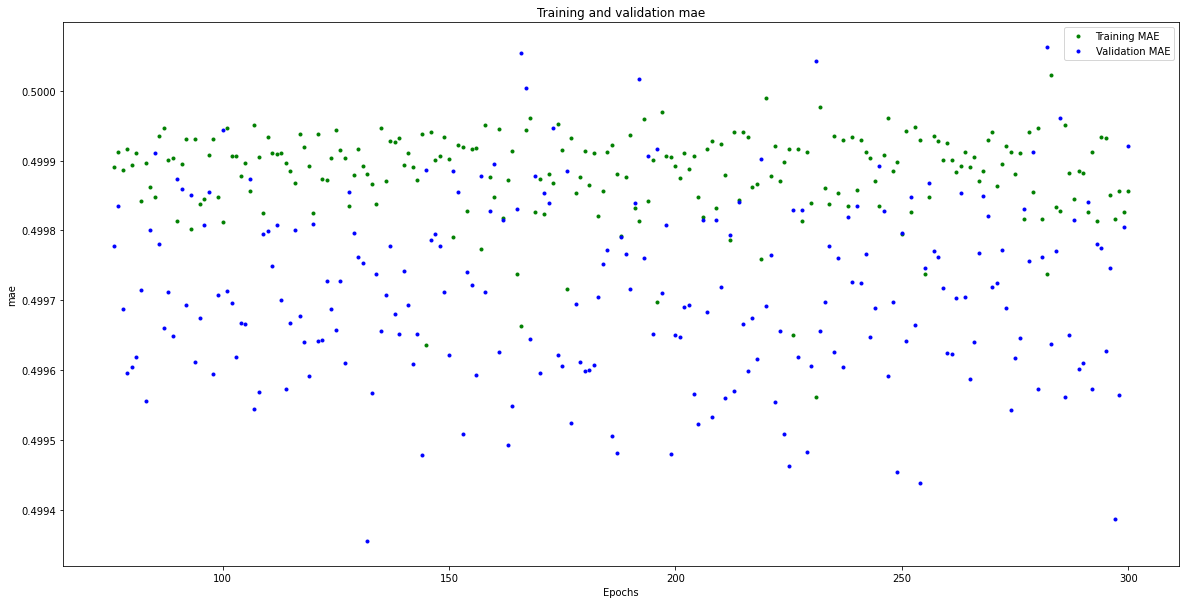 Training and validation mae
Training MAE
Validation MAE
0.5000
0.4999
0.4998
0.4997
0.4996
0.4995
0.4994
mae
100
150
200
250
300
Epochs